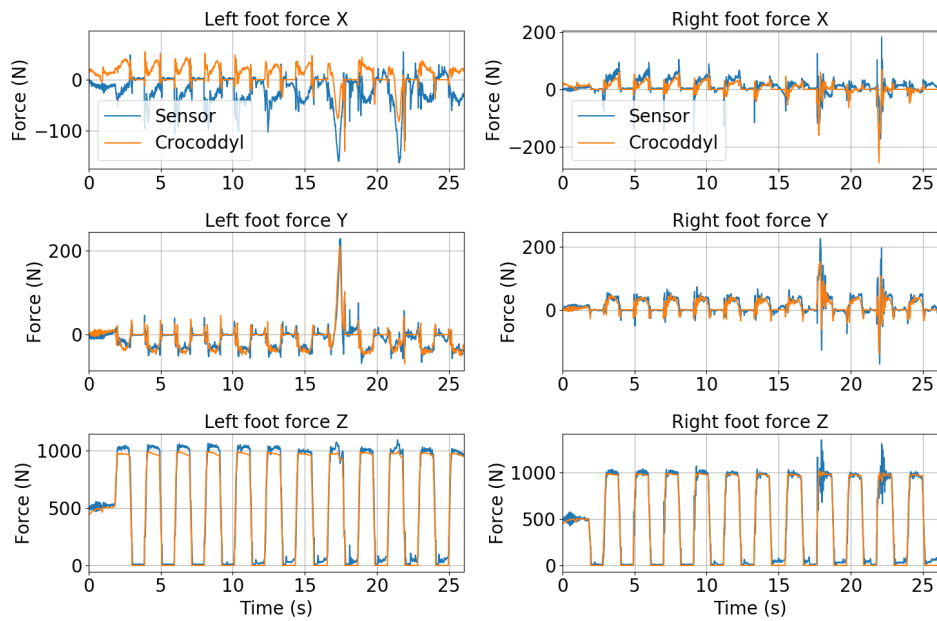 Left foot force X
Right foot force X
Force (N)
0
−100
Sensor
Crocoddyl
0 5 10 15 20 25
Force (N)
200
0
−200
Sensor
Crocoddyl
0 5 10 15 20 25
Left foot force Y
Right foot force Y
Force (N)
200
0
0 5 10 15 20 25
Force (N)
200
0
0 5 10 15 20 25
Left foot force Z
Right foot force Z
Force (N)
1000
500
0
0 5 10 15 20 25
Time (s)
Force (N)
1000
500
0
0 5 10 15 20 25
Time (s)